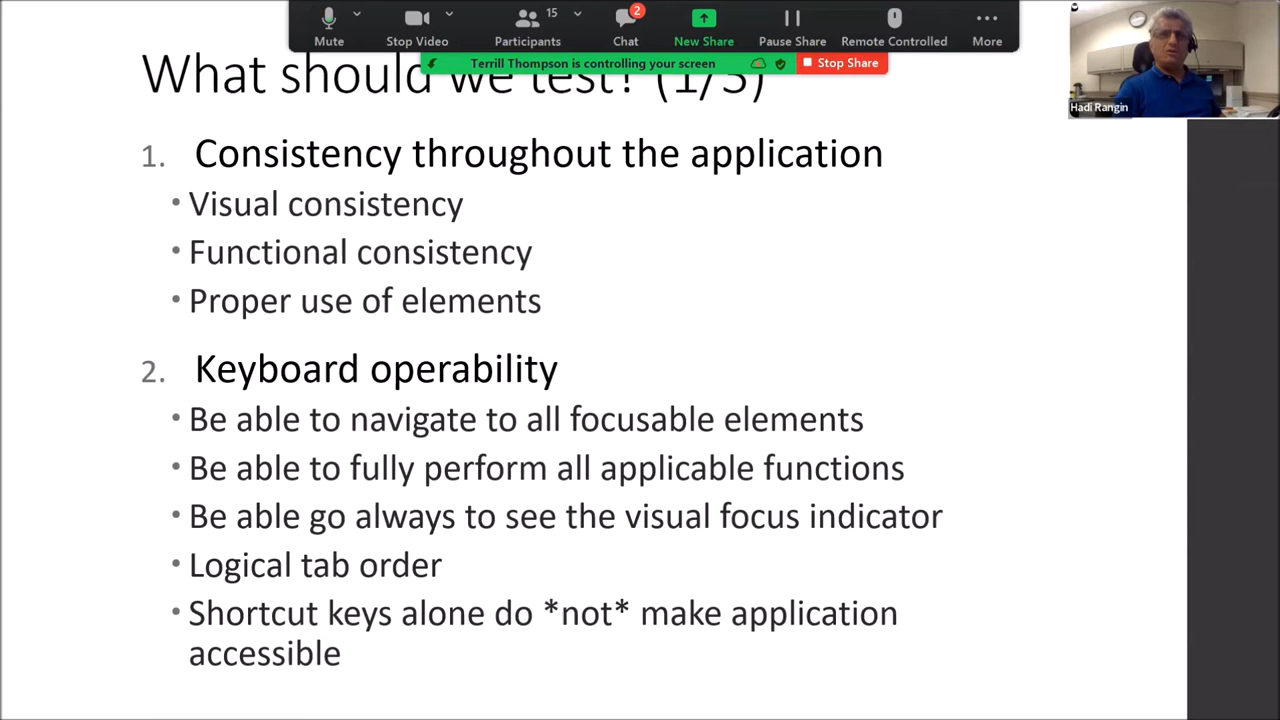 15
2
Mute
Stop Video
Participants
Chat
New Share
Pause Share
Remote Controlled
More
Terrill Thompson is controlling your screen
Stop Share
Hadi Rangin
What should we test? (1/3)
1. Consistency throughout the application
• Visual consistency
• Functional consistency
• Proper use of elements
2. Keyboard operability
• Be able to navigate to all focusable elements
• Be able to fully perform all applicable functions
• Be able go always to see the visual focus indicator
• Logical tab order
• Shortcut keys alone do *not* make application
accessible